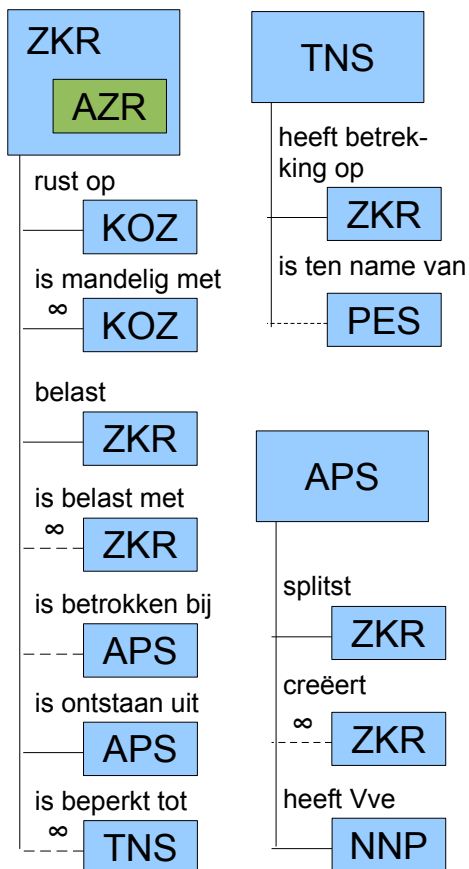 ZKR
AZR
rust op
KOZ
is mandelig met
∞
KOZ
belast
ZKR
is belast met
∞
ZKR
is betrokken bij
APS
is ontstaan uit
APS
is beperkt tot
∞
TNS
TNS
heeft betrek-
king op
ZKR
is ten name van
PES
APS
splitst
ZKR
creëert
∞
ZKR
heeft Vve
NNP